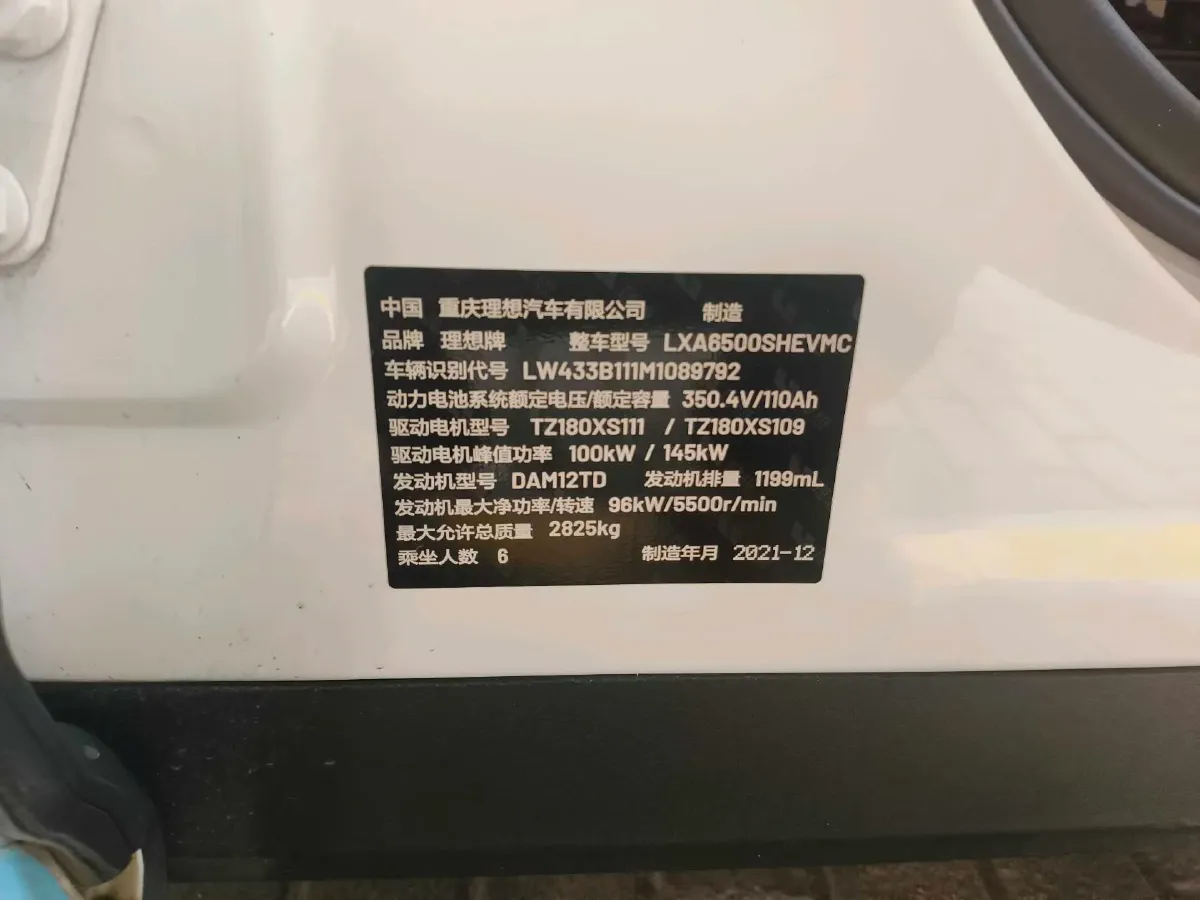 中国 重庆理想汽车有限公司 制造
品牌 理想牌 整车型号 LXA6500SHEVMC
车辆识别代号 LW433B111M1089792
动力电池系统额定电压/额定容量 350.4V/110Ah
驱动电机型号 TZ180XS111 / TZ180XS109
驱动电机峰值功率 100kW / 145kW
发动机型号 DAM12TD 发动机排量 1199mL
发动机最大净功率/转速 96kW/5500r/min
最大允许总质量 2825kg
乘坐人数 6 制造年月 2021-12